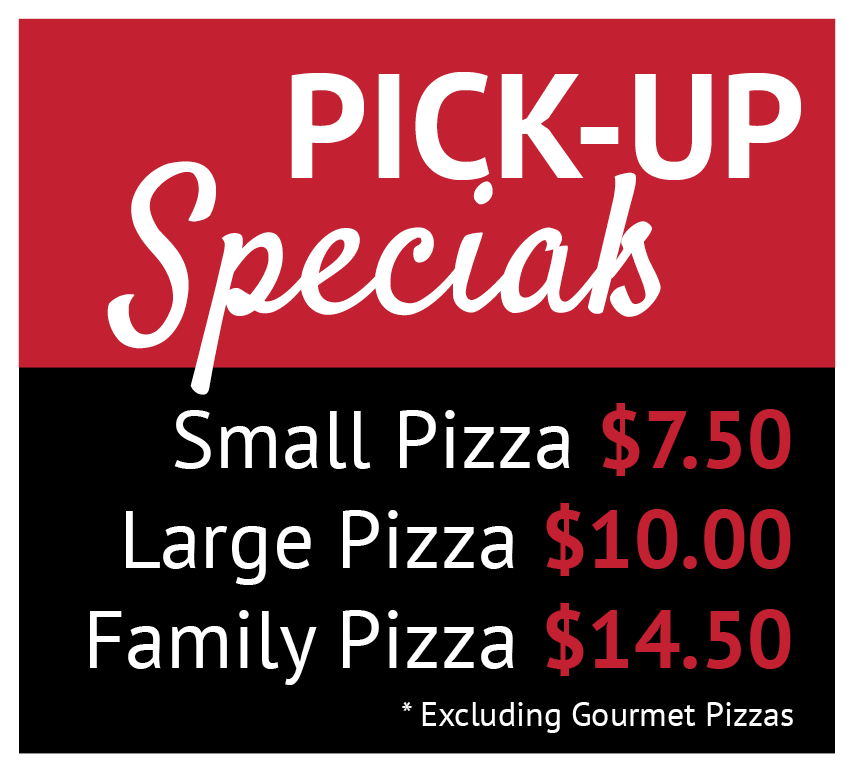 PICK-UP
Specials
Small Pizza $7.50
Large Pizza $10.00
Family Pizza $14.50
* Excluding Gourmet Pizzas